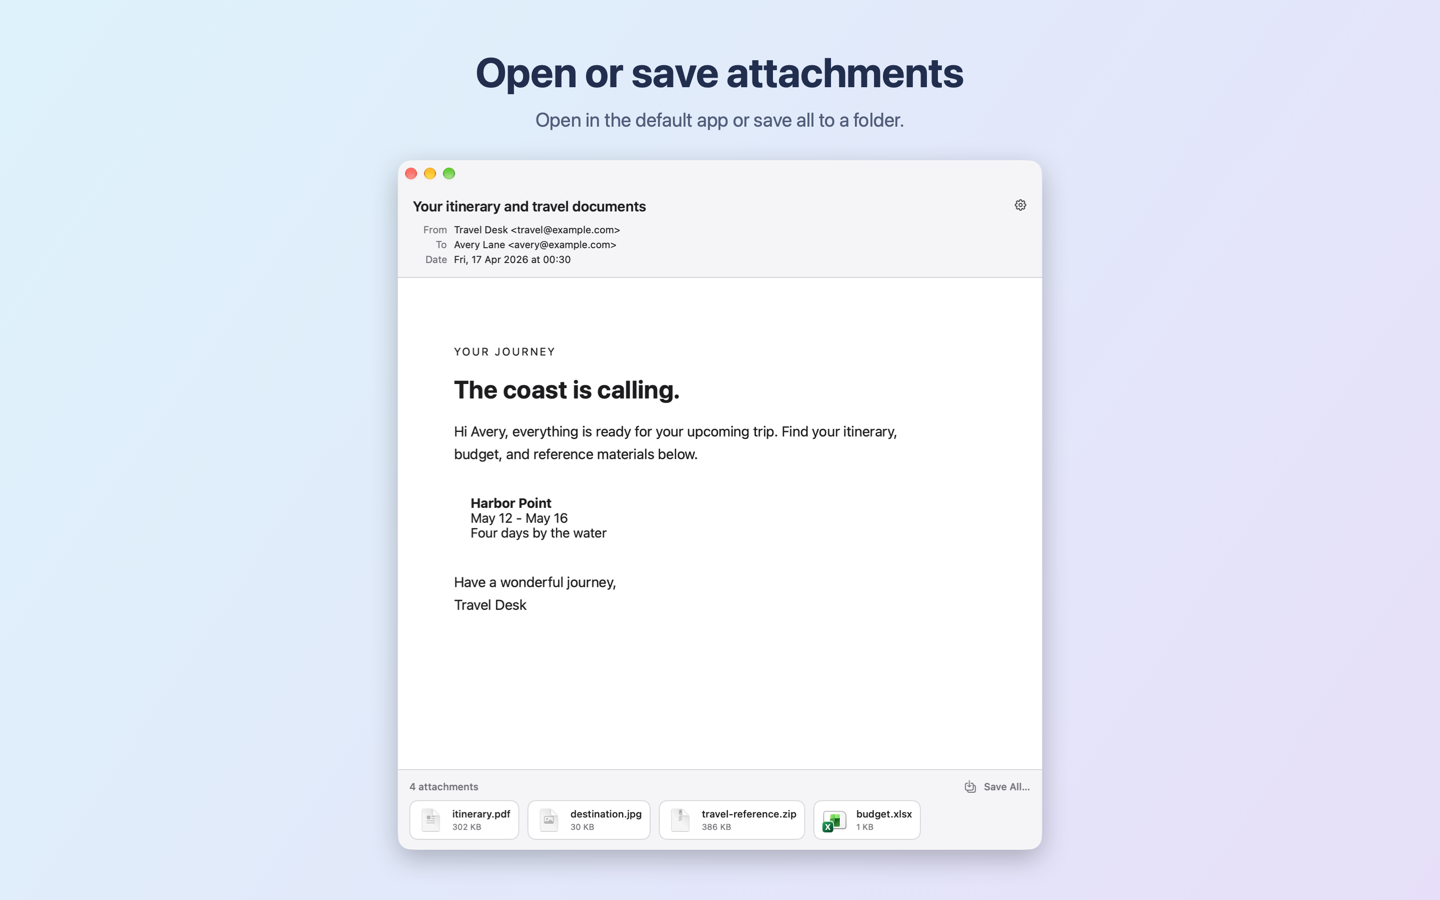 Open or save attachments
Open in the default app or save all to a folder.
Your itinerary and travel documents
From Travel Desk <travel@example.com>
To Avery Lane <avery@example.com>
Date Fri, 17 Apr 2026 at 00:30
YOUR JOURNEY
The coast is calling.
Hi Avery, everything is ready for your upcoming trip. Find your itinerary,
budget, and reference materials below.
Harbor Point
May 12 - May 16
Four days by the water
Have a wonderful journey,
Travel Desk
4 attachments
Save All...
itinerary.pdf
302 KB
destination.jpg
30 KB
travel-reference.zip
386 KB
X
budget.xlsx
1 KB